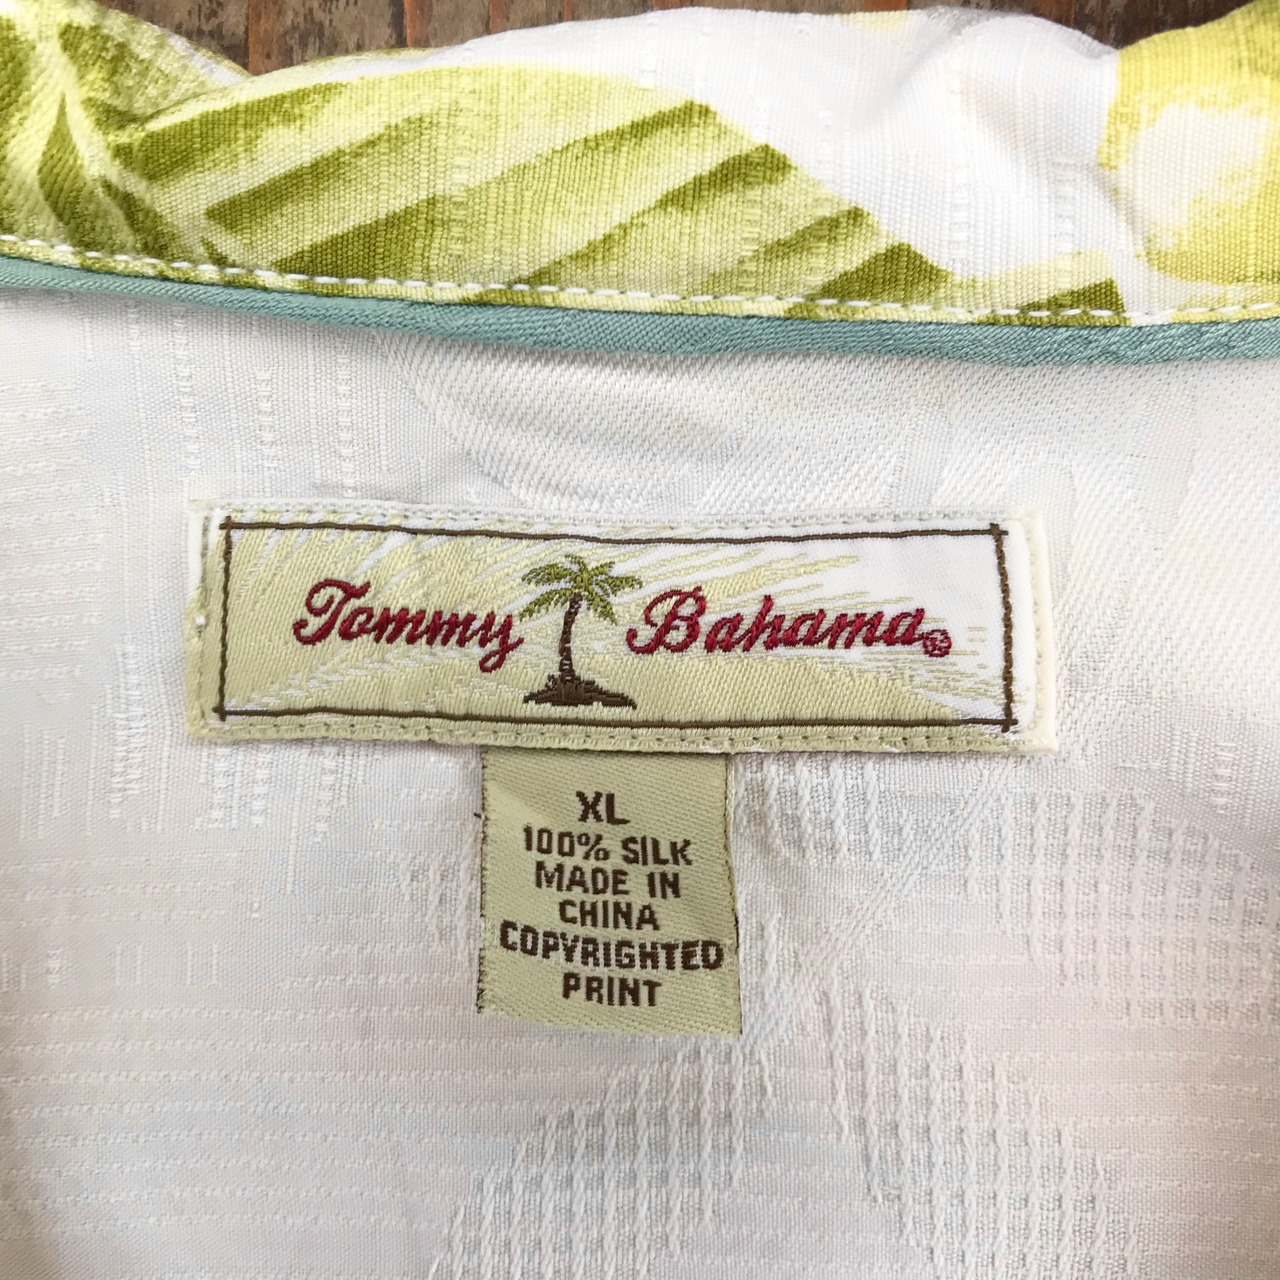 Tommy Bahama®
XL
100% SILK
MADE IN
CHINA
COPYRIGHTED
PRINT